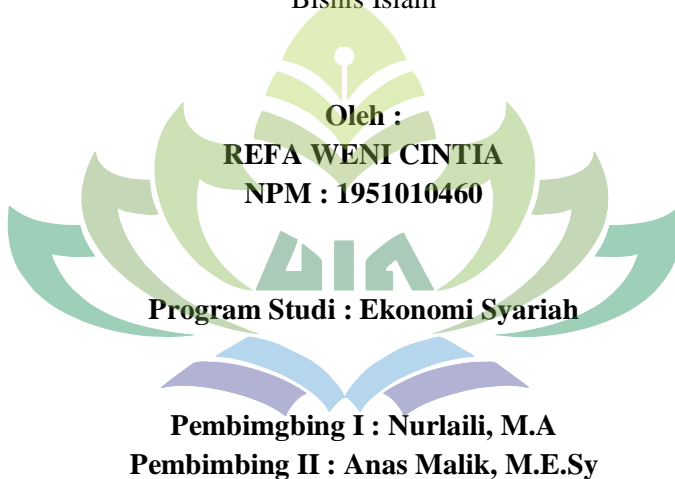 Bisnis Islam
Oleh :
REFA WENI CINTIA
NPM : 1951010460
UIA
Program Studi : Ekonomi Syariah
Pembimgbing I : Nurlaili, M.A
Pembimbing II : Anas Malik, M.E.Sy